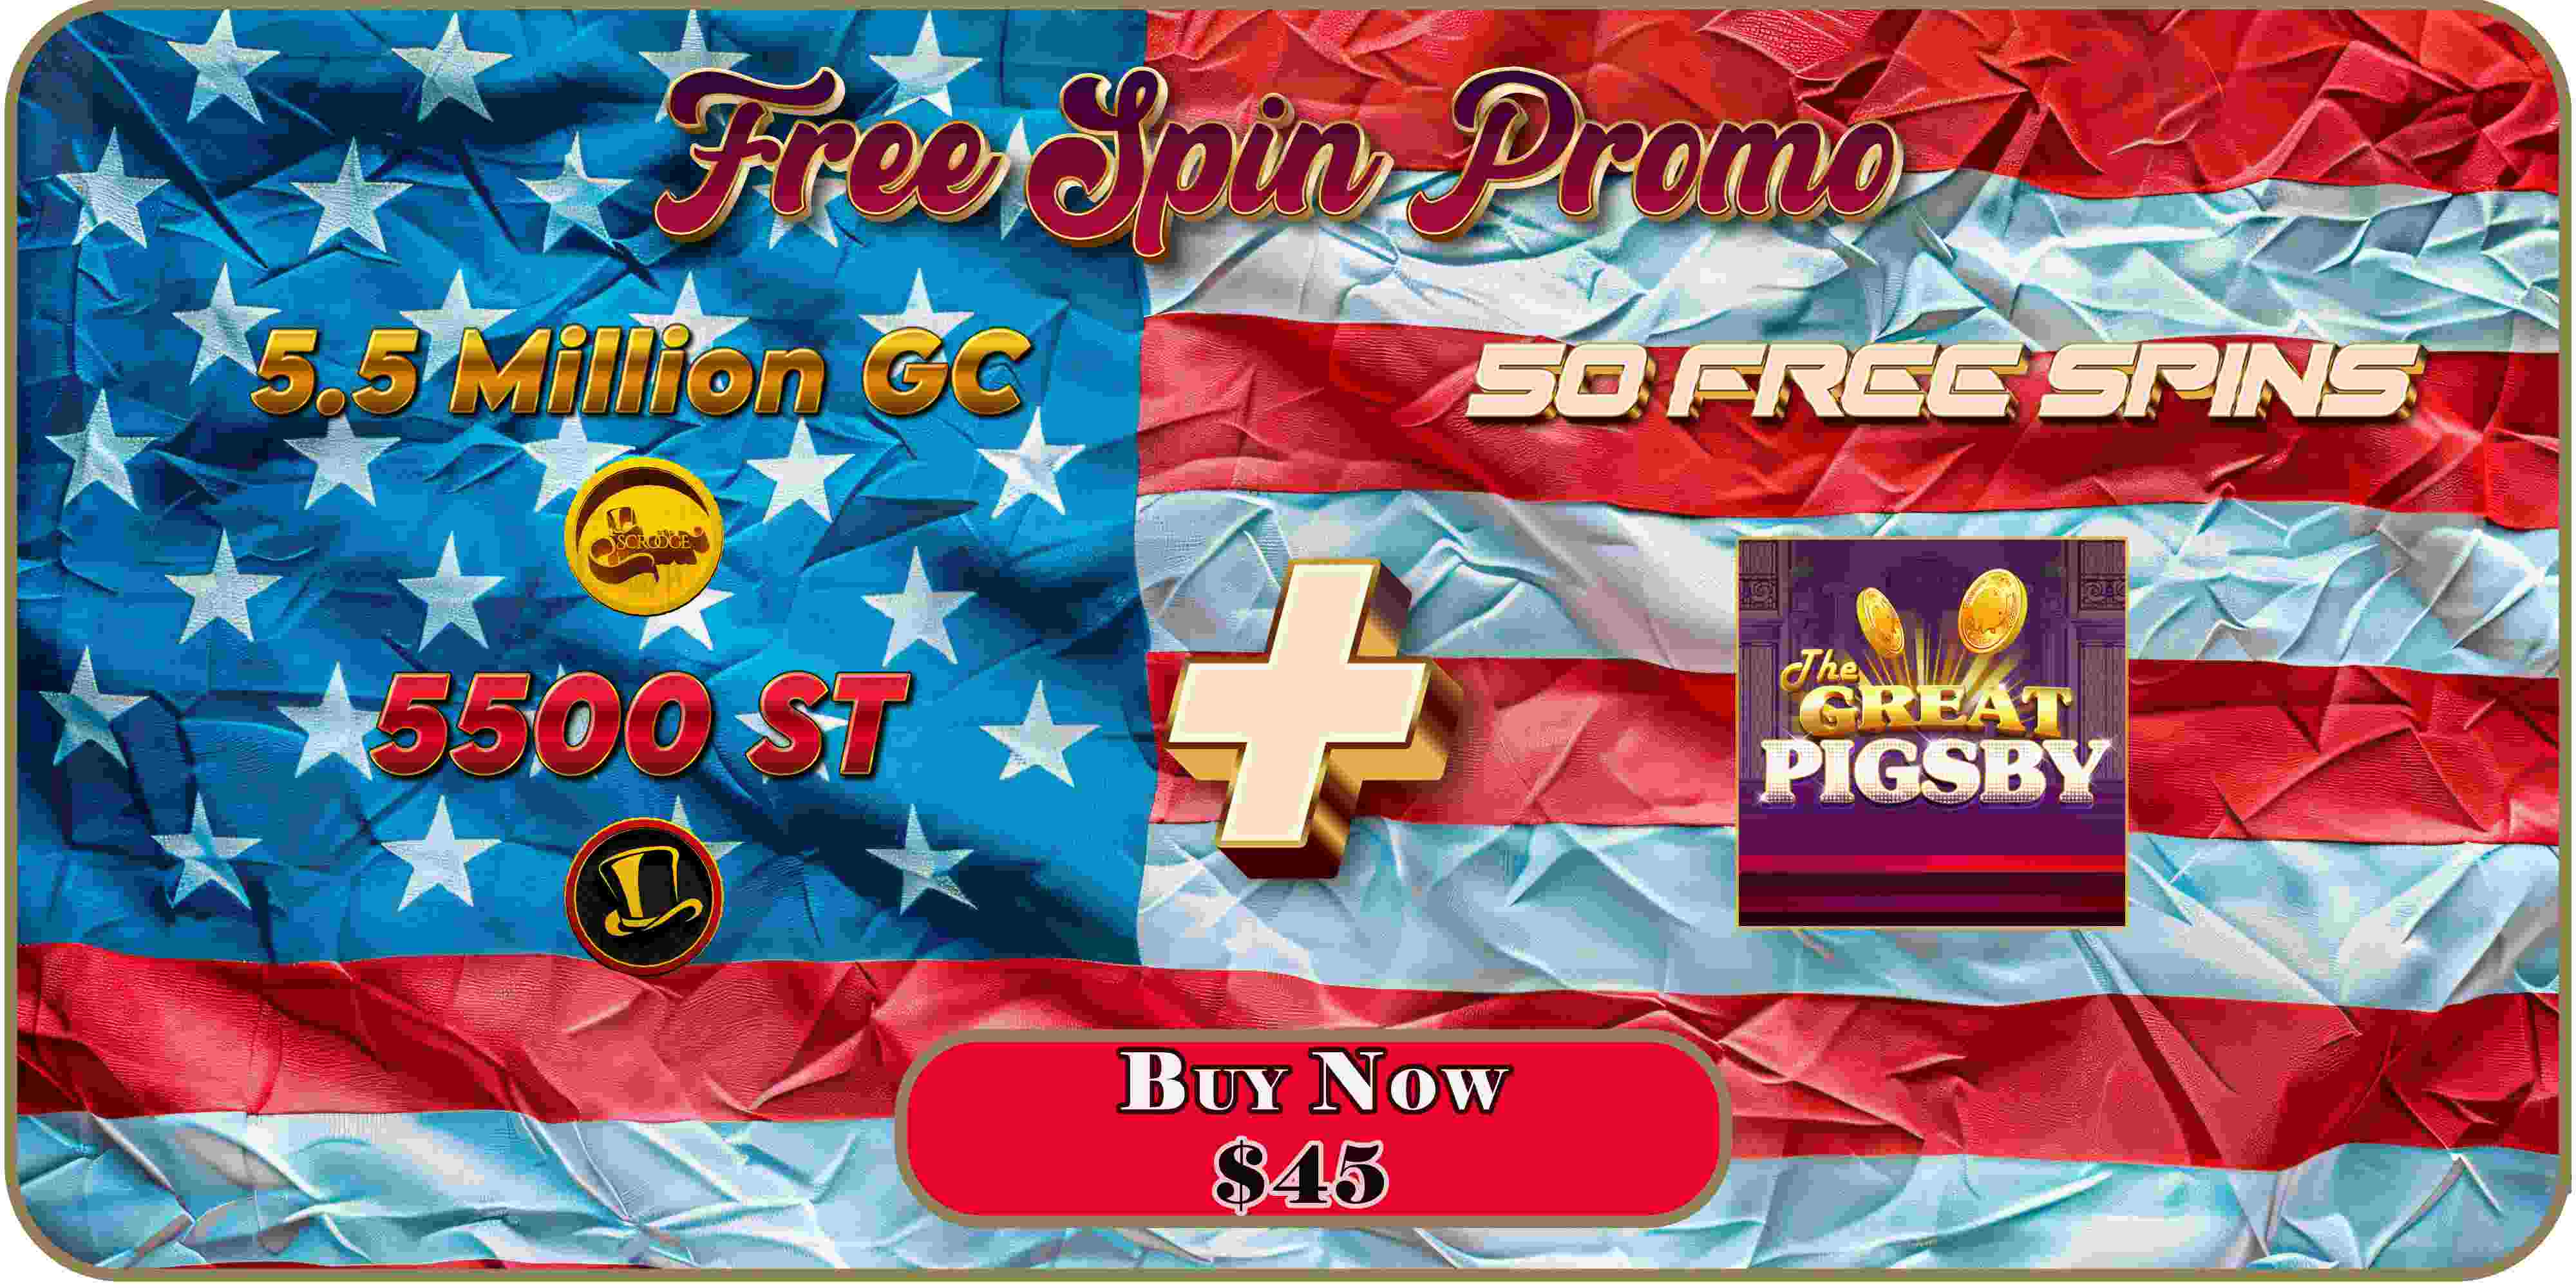 Free Spin Promo
5.5 Million GC
50 FREE SPINS
SCROOGE
5500 ST
+
The
GREAT
PIGSBY
BUY NOW
$45